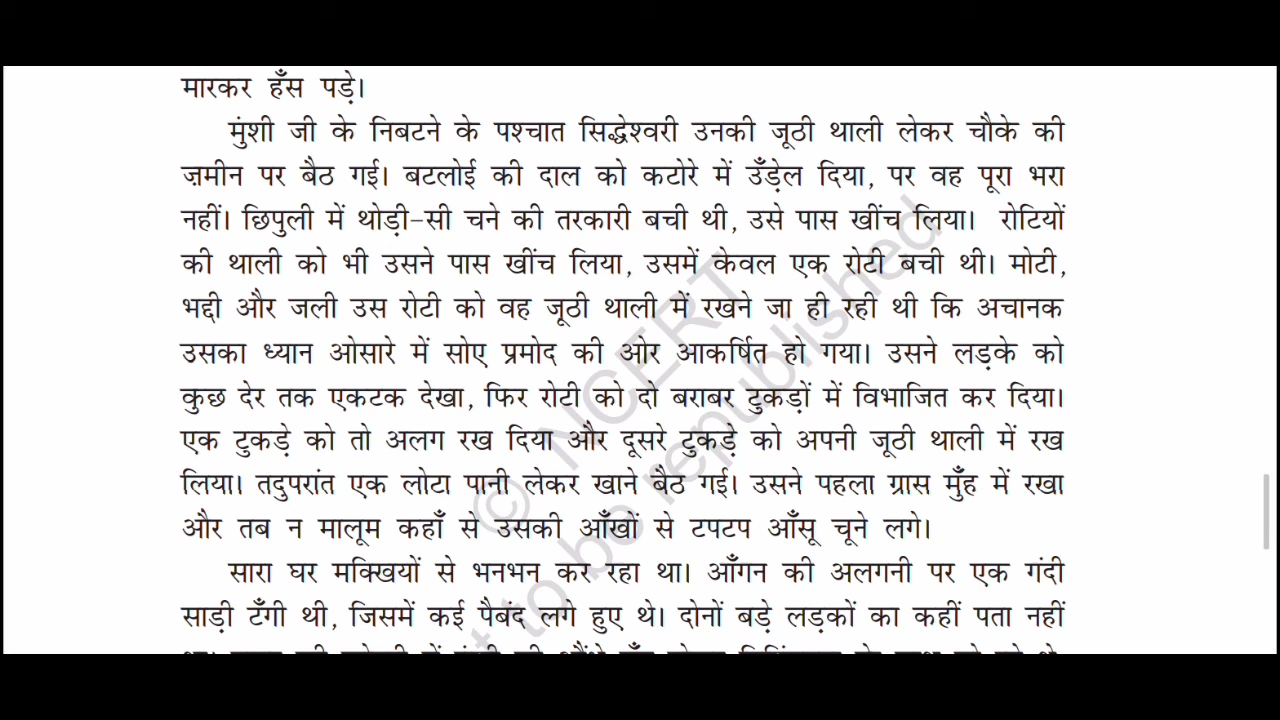 मारकर हँस पड़े।
मुंशी जी के निबटने के पश्चात सिद्धेश्वरी उनकी जूठी थाली लेकर चौके की
ज़मीन पर बैठ गई। बटलोई की दाल को कटोरे में उँड़ेल दिया, पर वह पूरा भरा
नहीं। छिपुली में थोड़ी-सी चने की तरकारी बची थी, उसे पास खींच लिया। रोटियों
की थाली को भी उसने पास खींच लिया, उसमें केवल एक रोटी बची थी। मोटी,
भद्दी और जली उस रोटी को वह जूठी थाली में रखने जा ही रही थी कि अचानक
उसका ध्यान ओसारे में सोए प्रमोद की ओर आकर्षित हो गया। उसने लड़के को
कुछ देर तक एकटक देखा, फिर रोटी को दो बराबर टुकड़ों में विभाजित कर दिया।
एक टुकड़े को तो अलग रख दिया और दूसरे टुकड़े को अपनी जूठी थाली में रख
लिया। तदुपरांत एक लोटा पानी लेकर खाने बैठ गई। उसने पहला ग्रास मुँह में रखा
और तब न मालूम कहाँ से उसकी आँखों से टपटप आँसू चूने लगे।
सारा घर मक्खियों से भनभन कर रहा था। आँगन की अलगनी पर एक गंदी
साड़ी टँगी थी, जिसमें कई पैबंद लगे हुए थे। दोनों बड़े लड़कों का कहीं पता नहीं
© NCERT
to be republished